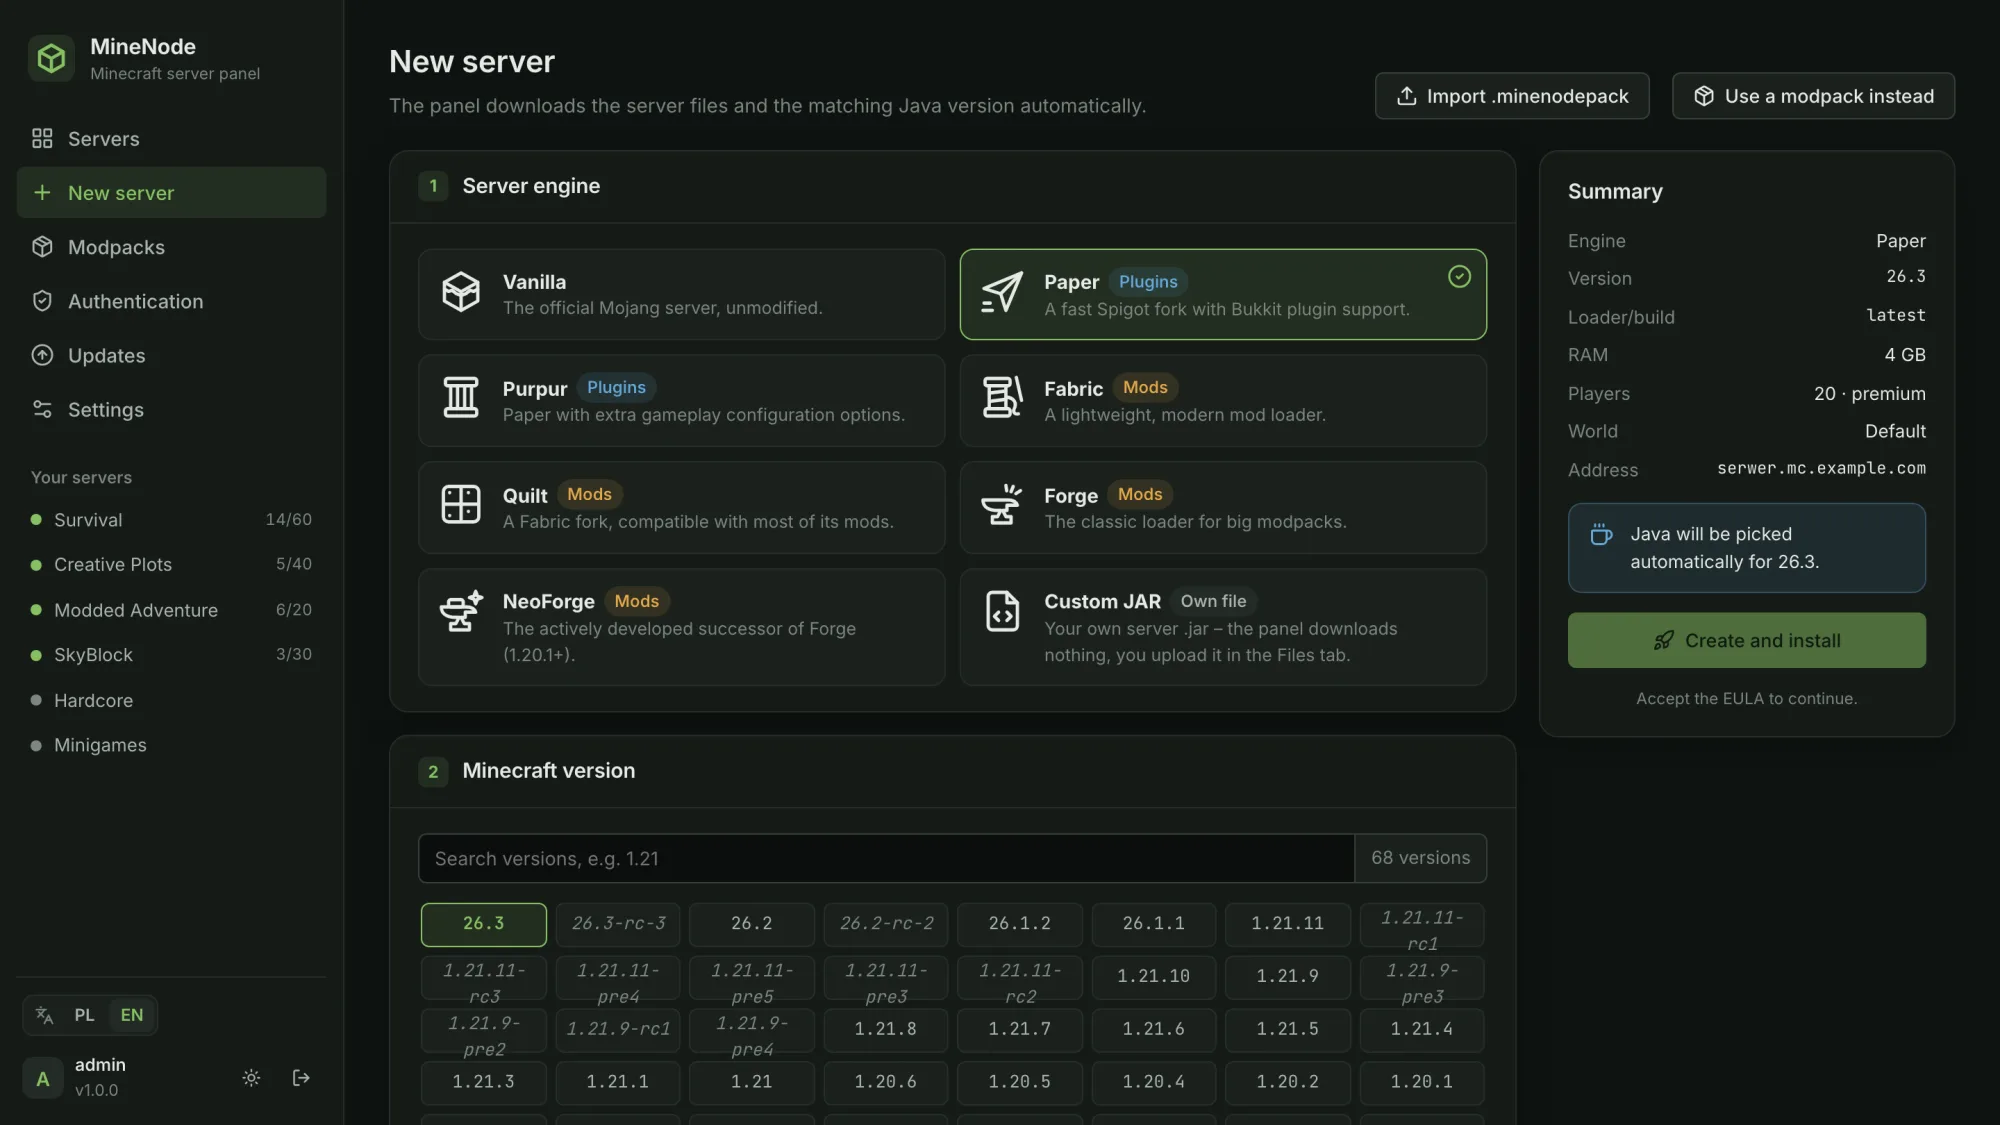 MineNode
Minecraft server panel
Servers
New server
Modpacks
Authentication
Updates
Settings
Your servers
Survival 14/60
Creative Plots 5/40
Modded Adventure 6/20
SkyBlock 3/30
Hardcore
Minigames
PL EN
A admin
v1.0.0
New server
The panel downloads the server files and the matching Java version automatically.
Import .minenodepack
Use a modpack instead
1 Server engine
Vanilla
The official Mojang server, unmodified.
Paper Plugins
A fast Spigot fork with Bukkit plugin support.
Purpur Plugins
Paper with extra gameplay configuration options.
Fabric Mods
A lightweight, modern mod loader.
Quilt Mods
A Fabric fork, compatible with most of its mods.
Forge Mods
The classic loader for big modpacks.
NeoForge Mods
The actively developed successor of Forge
(1.20.1+).
Custom JAR Own file
Your own server .jar – the panel downloads
nothing, you upload it in the Files tab.
2 Minecraft version
Search versions, e.g. 1.21
68 versions
26.3 26.3-rc-3 26.2 26.2-rc-2 26.1.2 26.1.1 1.21.11 1.21.11-rc1
1.21.11-rc3 1.21.11-pre4 1.21.11-pre5 1.21.11-pre3 1.21.11-rc2 1.21.10 1.21.9 1.21.9-pre3
1.21.9-pre2 1.21.9-rc1 1.21.9-pre4 1.21.8 1.21.7 1.21.6 1.21.5 1.21.4
1.21.3 1.21.1 1.21 1.20.6 1.20.5 1.20.4 1.20.2 1.20.1
Summary
Engine Paper
Version 26.3
Loader/build latest
RAM 4 GB
Players 20 · premium
World Default
Address serwer.mc.example.com
Java will be picked
automatically for 26.3.
Create and install
Accept the EULA to continue.